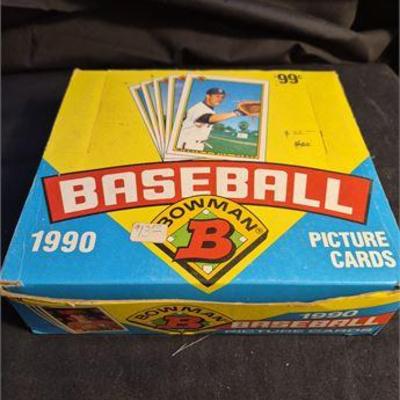 99¢
BASEBALL
BOWMAN®
B
1990
PICTURE
CARDS
BOWMAN
B
1990
BASEBALL
PICTURE CARDS